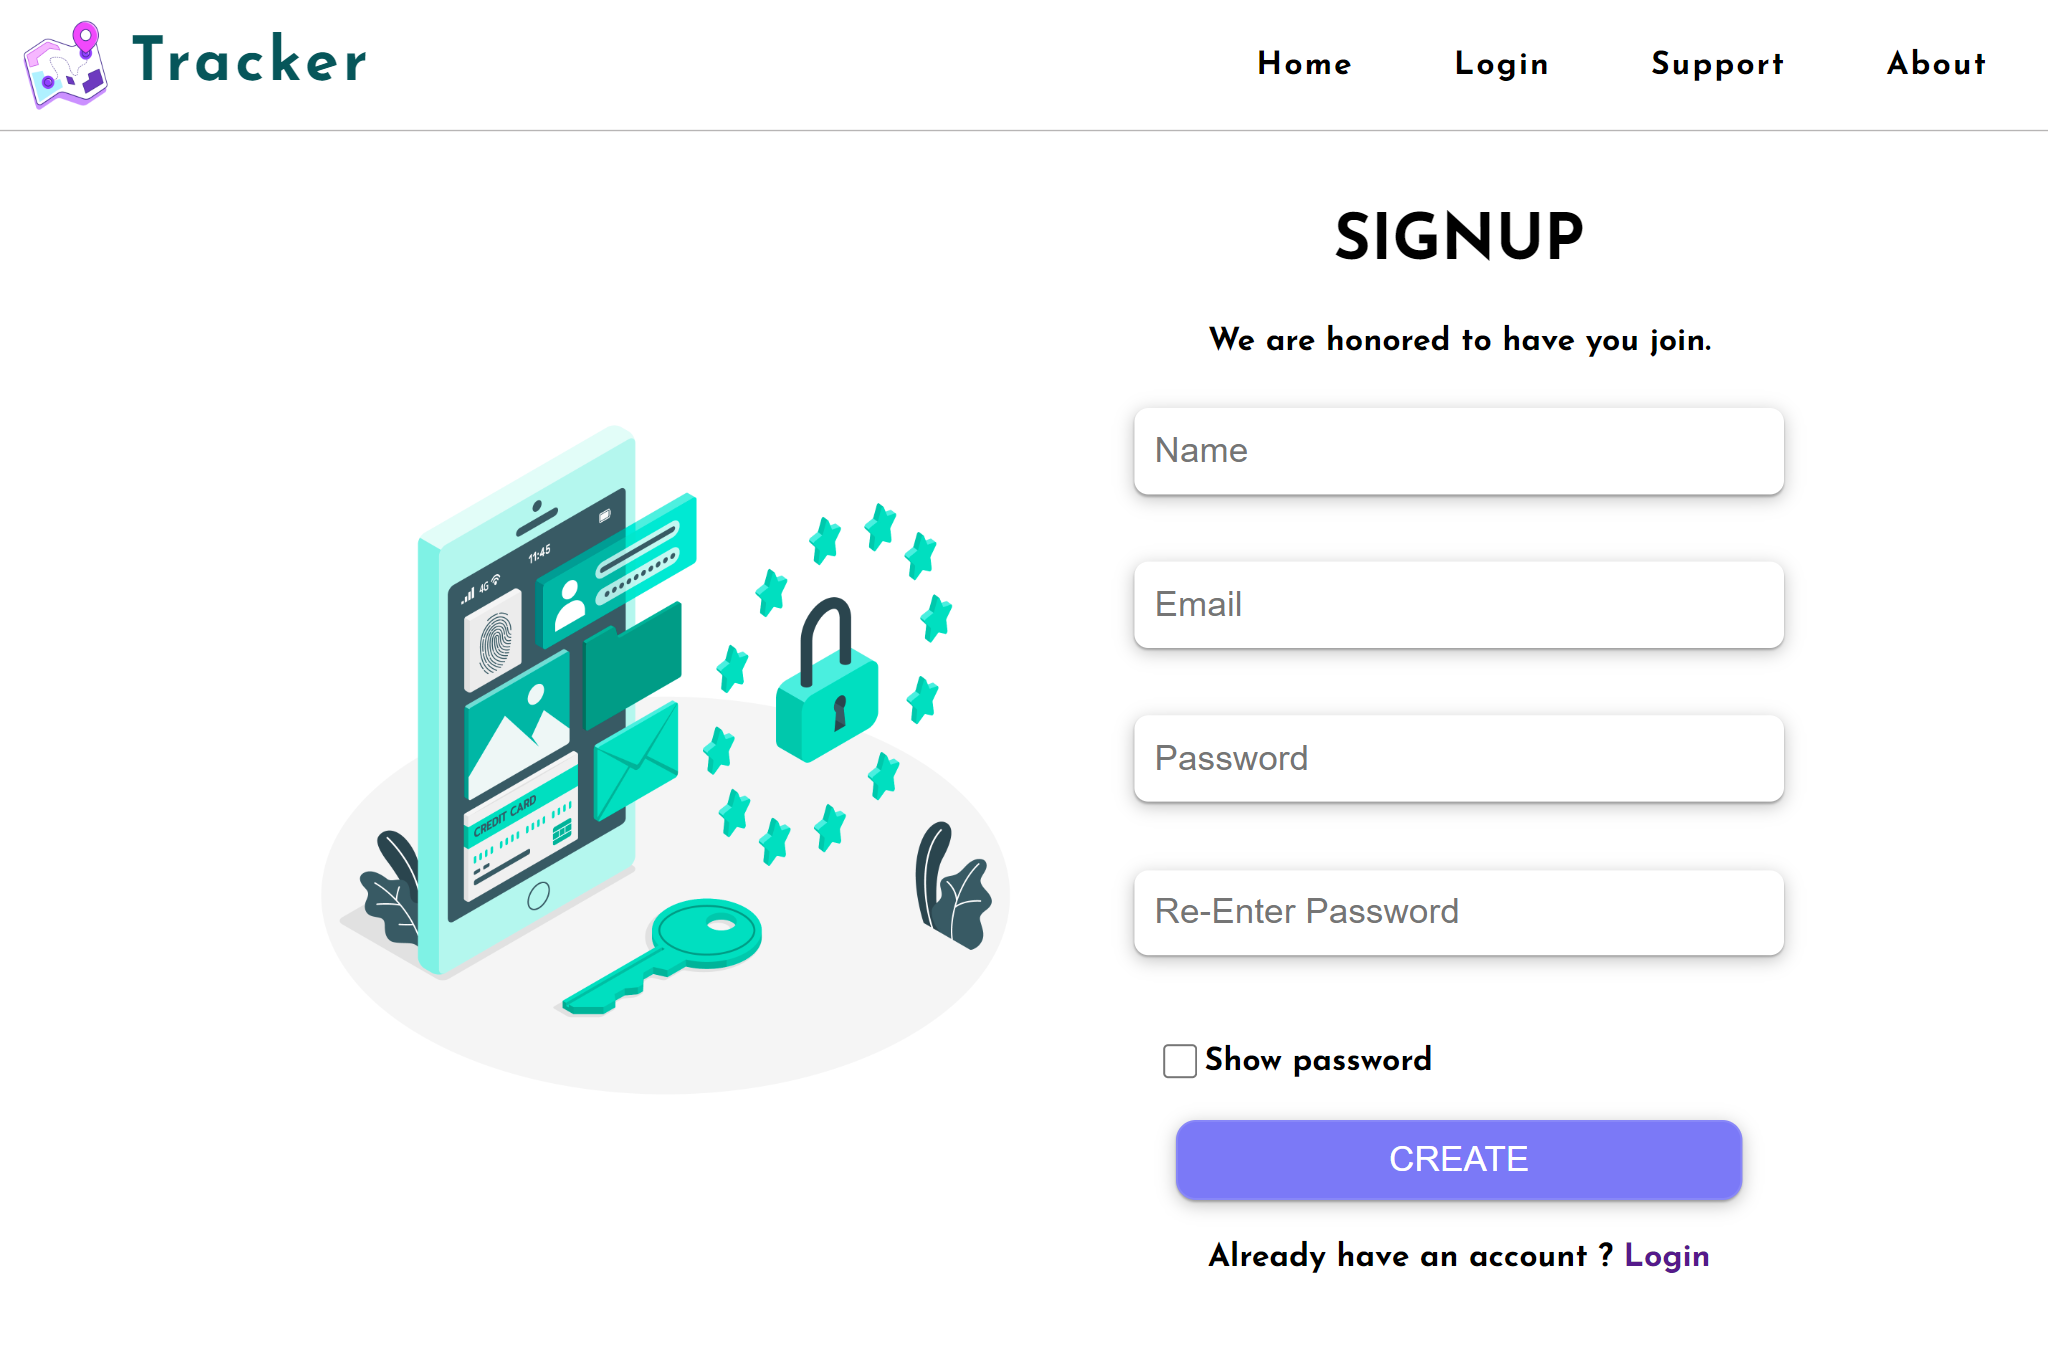 Tracker
Home Login Support About
SIGNUP
We are honored to have you join.
Name
Email
Password
Re-Enter Password
Show password
CREATE
Already have an account ? Login
11:45
4G
CREDIT CARD